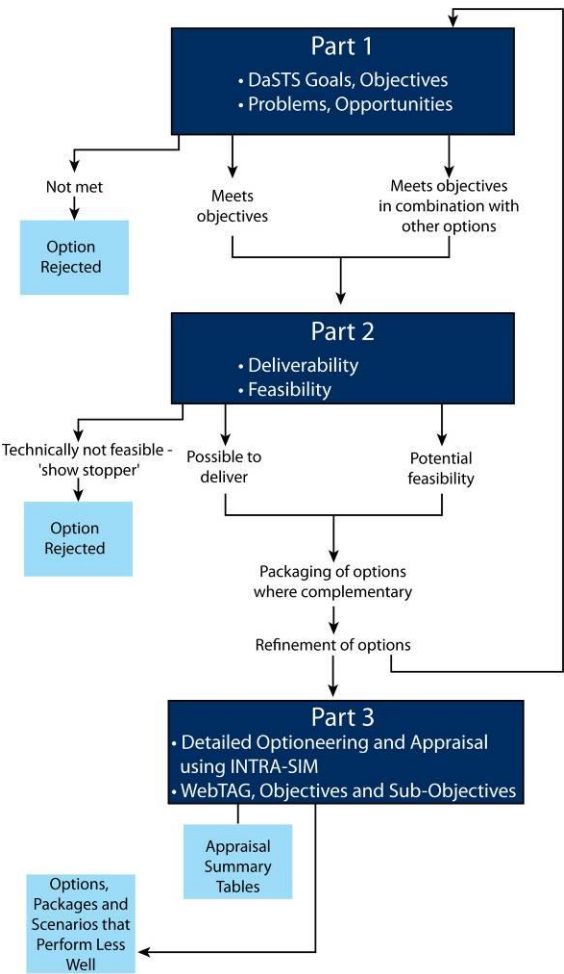 Part 1
• DaSTS Goals, Objectives
• Problems, Opportunities
Not met
Option
Rejected
Meets
objectives
Meets objectives
in combination with
other options
Part 2
• Deliverability
• Feasibility
Technically not feasible -
'show stopper'
Option
Rejected
Possible to
deliver
Potential
feasibility
Packaging of options
where complementary
Refinement of options
Part 3
• Detailed Optioneering and Appraisal
using INTRA-SIM
• WebTAG, Objectives and Sub-Objectives
Appraisal
Summary
Tables
Options,
Packages and
Scenarios that
Perform Less
Well